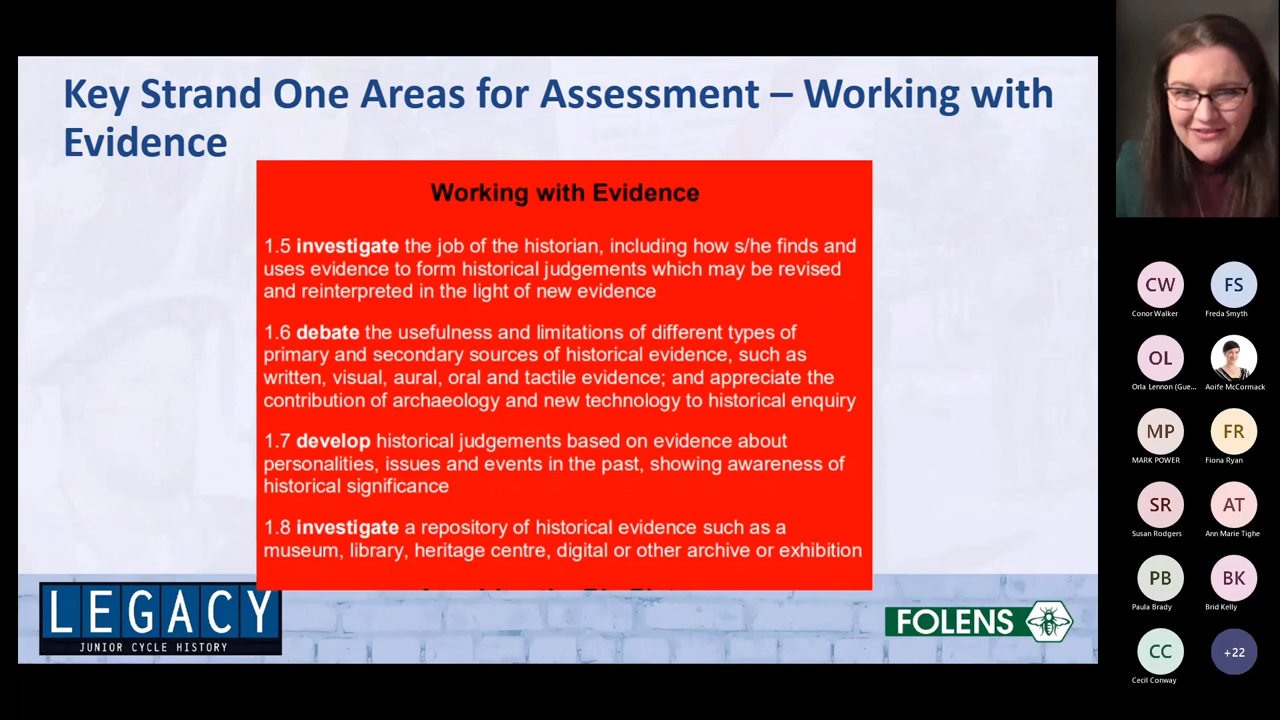 Key Strand One Areas for Assessment – Working with
Evidence
Working with Evidence
1.5 investigate the job of the historian, including how s/he finds and
uses evidence to form historical judgements which may be revised
and reinterpreted in the light of new evidence
1.6 debate the usefulness and limitations of different types of
primary and secondary sources of historical evidence, such as
written, visual, aural, oral and tactile evidence; and appreciate the
contribution of archaeology and new technology to historical enquiry
1.7 develop historical judgements based on evidence about
personalities, issues and events in the past, showing awareness of
historical significance
1.8 investigate a repository of historical evidence such as a
museum, library, heritage centre, digital or other archive or exhibition
LEGACY
JUNIOR CYCLE HISTORY
FOLENS
CW FS
Conor Walker Freda Smyth
OL
Orla Lennon (Gue... Aoife McCormack
MP FR
MARK POWER Fiona Ryan
SR AT
Susan Rodgers Ann Marie Tighe
PB BK
Paula Brady Brid Kelly
CC +22
Cecil Conway